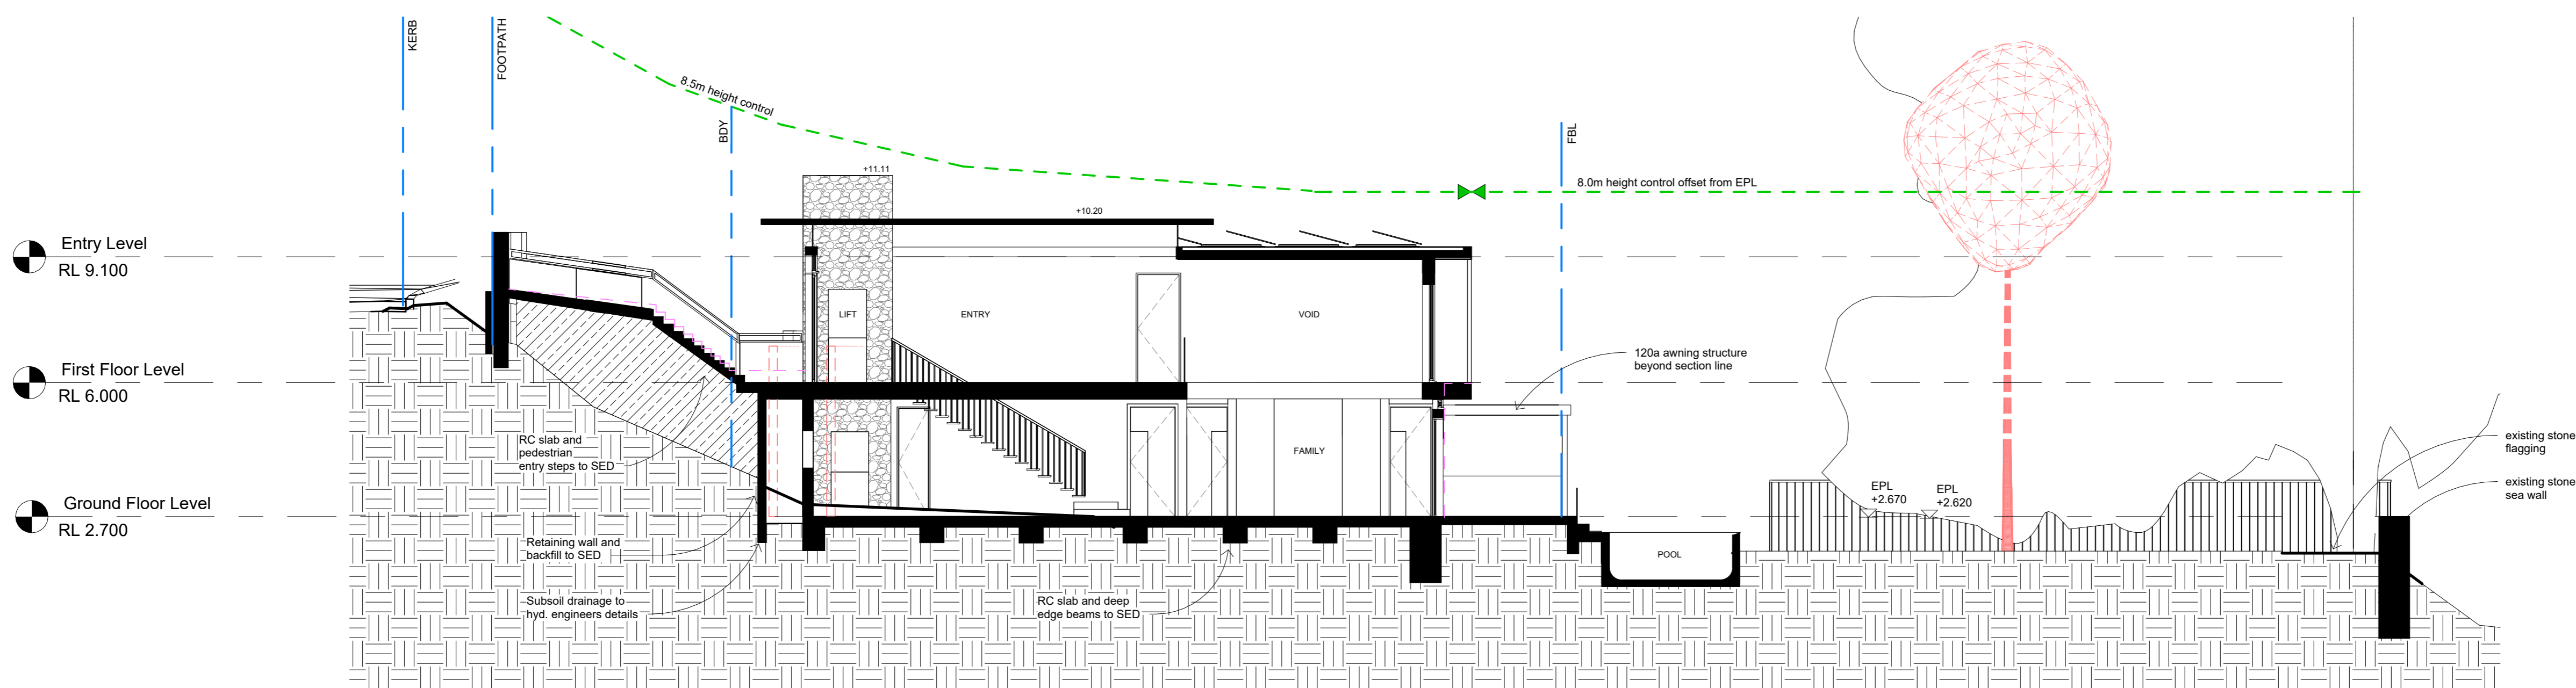 KERB
FOOTPATH
8.5m height control
BDY
FBL
+11.11
8.0m height control offset from EPL
+10.20
Entry Level
RL 9.100
LIFT
ENTRY
VOID
120a awning structure
beyond section line
First Floor Level
RL 6.000
RC slab and
pedestrian
entry steps to SED
FAMILY
existing stone
flagging
EPL
+2.670
EPL
+2.620
existing stone
sea wall
Ground Floor Level
RL 2.700
Retaining wall and
backfill to SED
POOL
Subsoil drainage to
hyd. engineers details
RC slab and deep
edge beams to SED